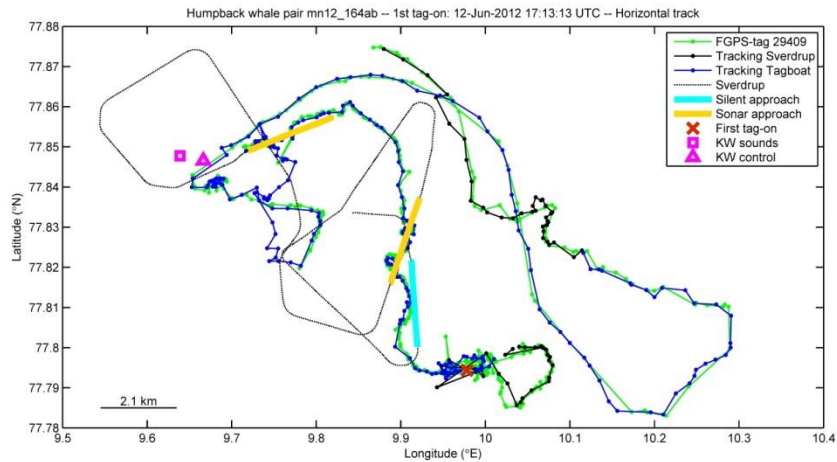 Humpback whale pair mn12_164ab -- 1st tag-on: 12-Jun-2012 17:13:13 UTC -- Horizontal track
77.88
77.87
77.86
77.85
77.84
77.83
77.82
77.81
77.8
77.79
77.78
Latitude (°N)
FGPS-tag 29409
Tracking Sverdrup
Tracking Tagboat
Sverdrup
Silent approach
Sonar approach
First tag-on
KW sounds
KW control
2.1 km
9.5 9.6 9.7 9.8 9.9 10 10.1 10.2 10.3 10.4
Longitude (°E)